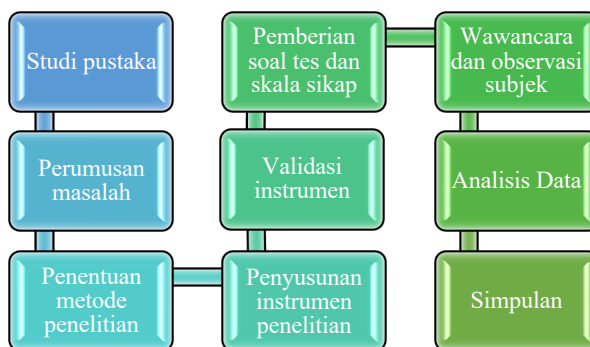 Studi pustaka
Perumusan
masalah
Penentuan
metode
penelitian
Penyusunan
instrumen
penelitian
Validasi
instrumen
Pemberian
soal tes dan
skala sikap
Wawancara
dan observasi
subjek
Analisis Data
Simpulan